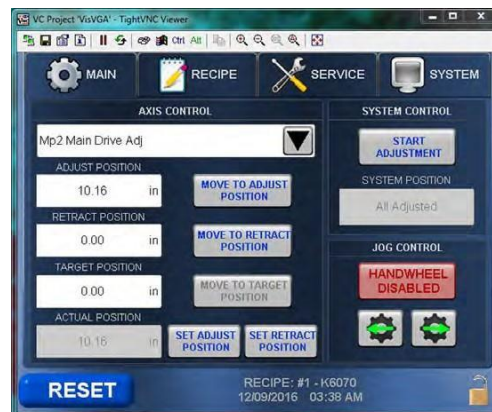 VC Project 'VisVGA' - TightVNC Viewer
Ctrl Alt
MAIN
RECIPE
SERVICE
SYSTEM
AXIS CONTROL
Mp2 Main Drive Adj
ADJUST POSITION
10.16 in
MOVE TO ADJUST
POSITION
RETRACT POSITION
0.00 in
MOVE TO RETRACT
POSITION
TARGET POSITION
0.00 in
MOVE TO TARGET
POSITION
ACTUAL POSITION
10.16 in
SET ADJUST
POSITION
SET RETRACT
POSITION
SYSTEM CONTROL
START
ADJUSTMENT
SYSTEM POSITION
All Adjusted
JOG CONTROL
HANDWHEEL
DISABLED
RESET
RECIPE: #1 - K6070
12/09/2016 03:38 AM